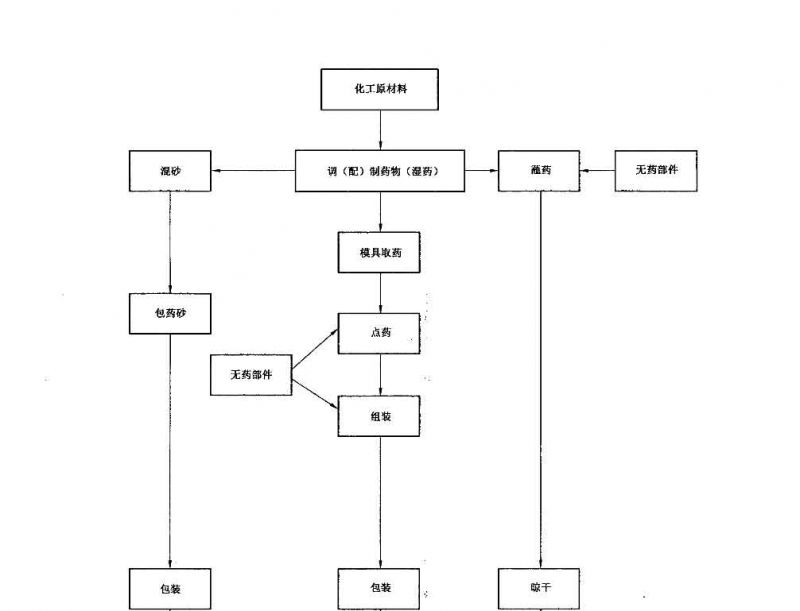 化工原材料
混砂
调（配）制药物（湿药）
蘸药
无药部件
模具取药
包药砂
点药
无药部件
组装
包装
包装
晾干